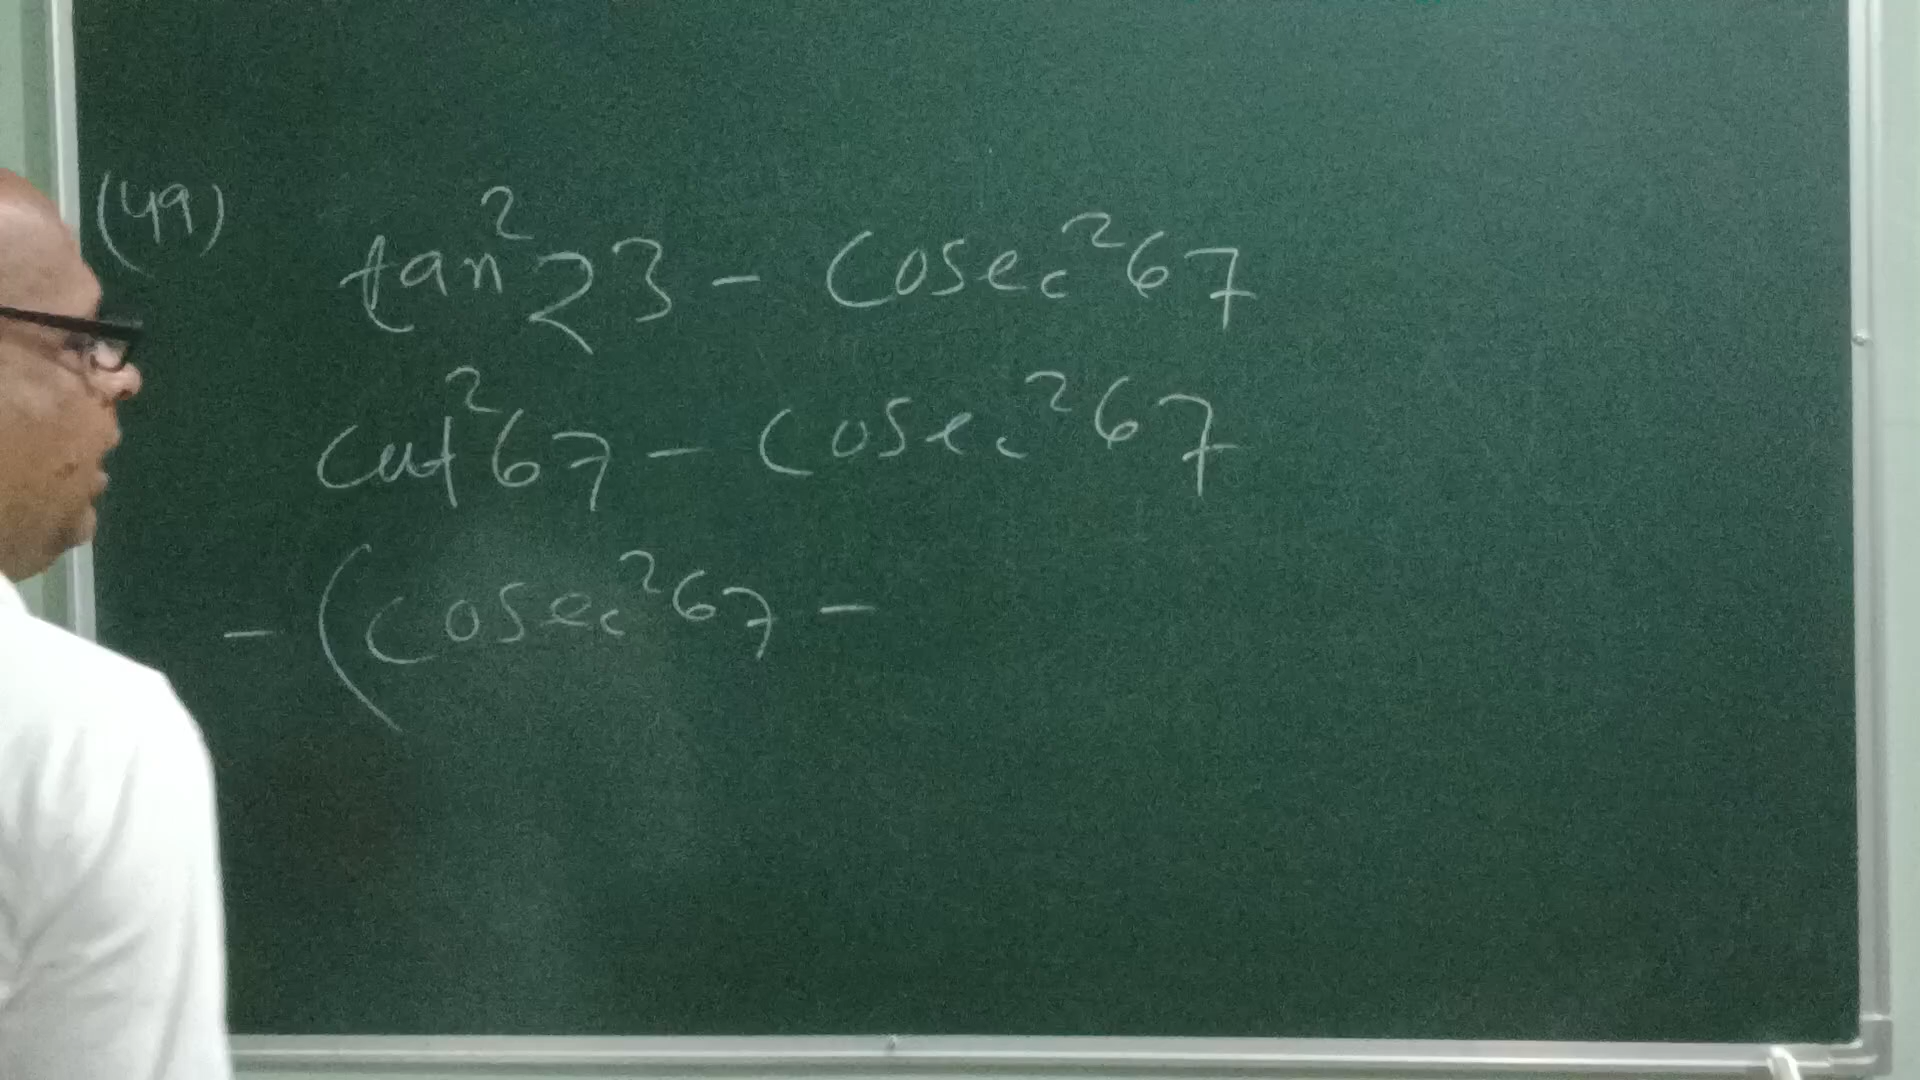 (49) tan²23 - cosec²67
cot²67 - cosec²67
- (cosec²67 -